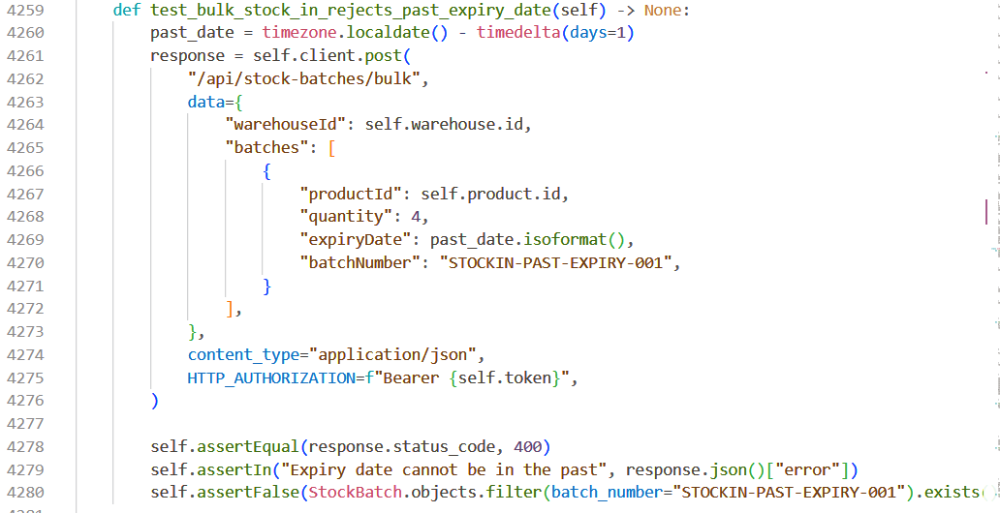 4259 def test_bulk_stock_in_rejects_past_expiry_date(self) -> None:
4260 past_date = timezone.localdate() - timedelta(days=1)
4261 response = self.client.post(
4262 "/api/stock-batches/bulk",
4263 data={
4264 "warehouseId": self.warehouse.id,
4265 "batches": [
4266 {
4267 "productId": self.product.id,
4268 "quantity": 4,
4269 "expiryDate": past_date.isoformat(),
4270 "batchNumber": "STOCKIN-PAST-EXPIRY-001",
4271 }
4272 ],
4273 },
4274 content_type="application/json",
4275 HTTP_AUTHORIZATION=f"Bearer {self.token}",
4276 )
4277
4278 self.assertEqual(response.status_code, 400)
4279 self.assertIn("Expiry date cannot be in the past", response.json()["error"])
4280 self.assertFalse(StockBatch.objects.filter(batch_number="STOCKIN-PAST-EXPIRY-001").exists(